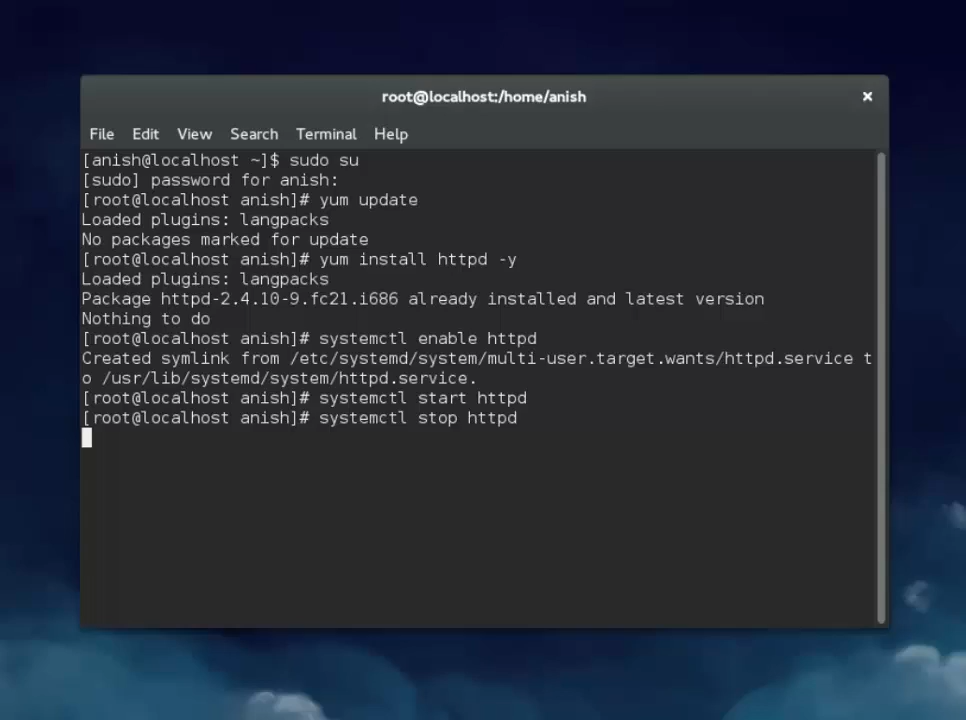 root@localhost:/home/anish ×
File Edit View Search Terminal Help
[anish@localhost ~]$ sudo su
[sudo] password for anish:
[root@localhost anish]# yum update
Loaded plugins: langpacks
No packages marked for update
[root@localhost anish]# yum install httpd -y
Loaded plugins: langpacks
Package httpd-2.4.10-9.fc21.i686 already installed and latest version
Nothing to do
[root@localhost anish]# systemctl enable httpd
Created symlink from /etc/systemd/system/multi-user.target.wants/httpd.service t
o /usr/lib/systemd/system/httpd.service.
[root@localhost anish]# systemctl start httpd
[root@localhost anish]# systemctl stop httpd